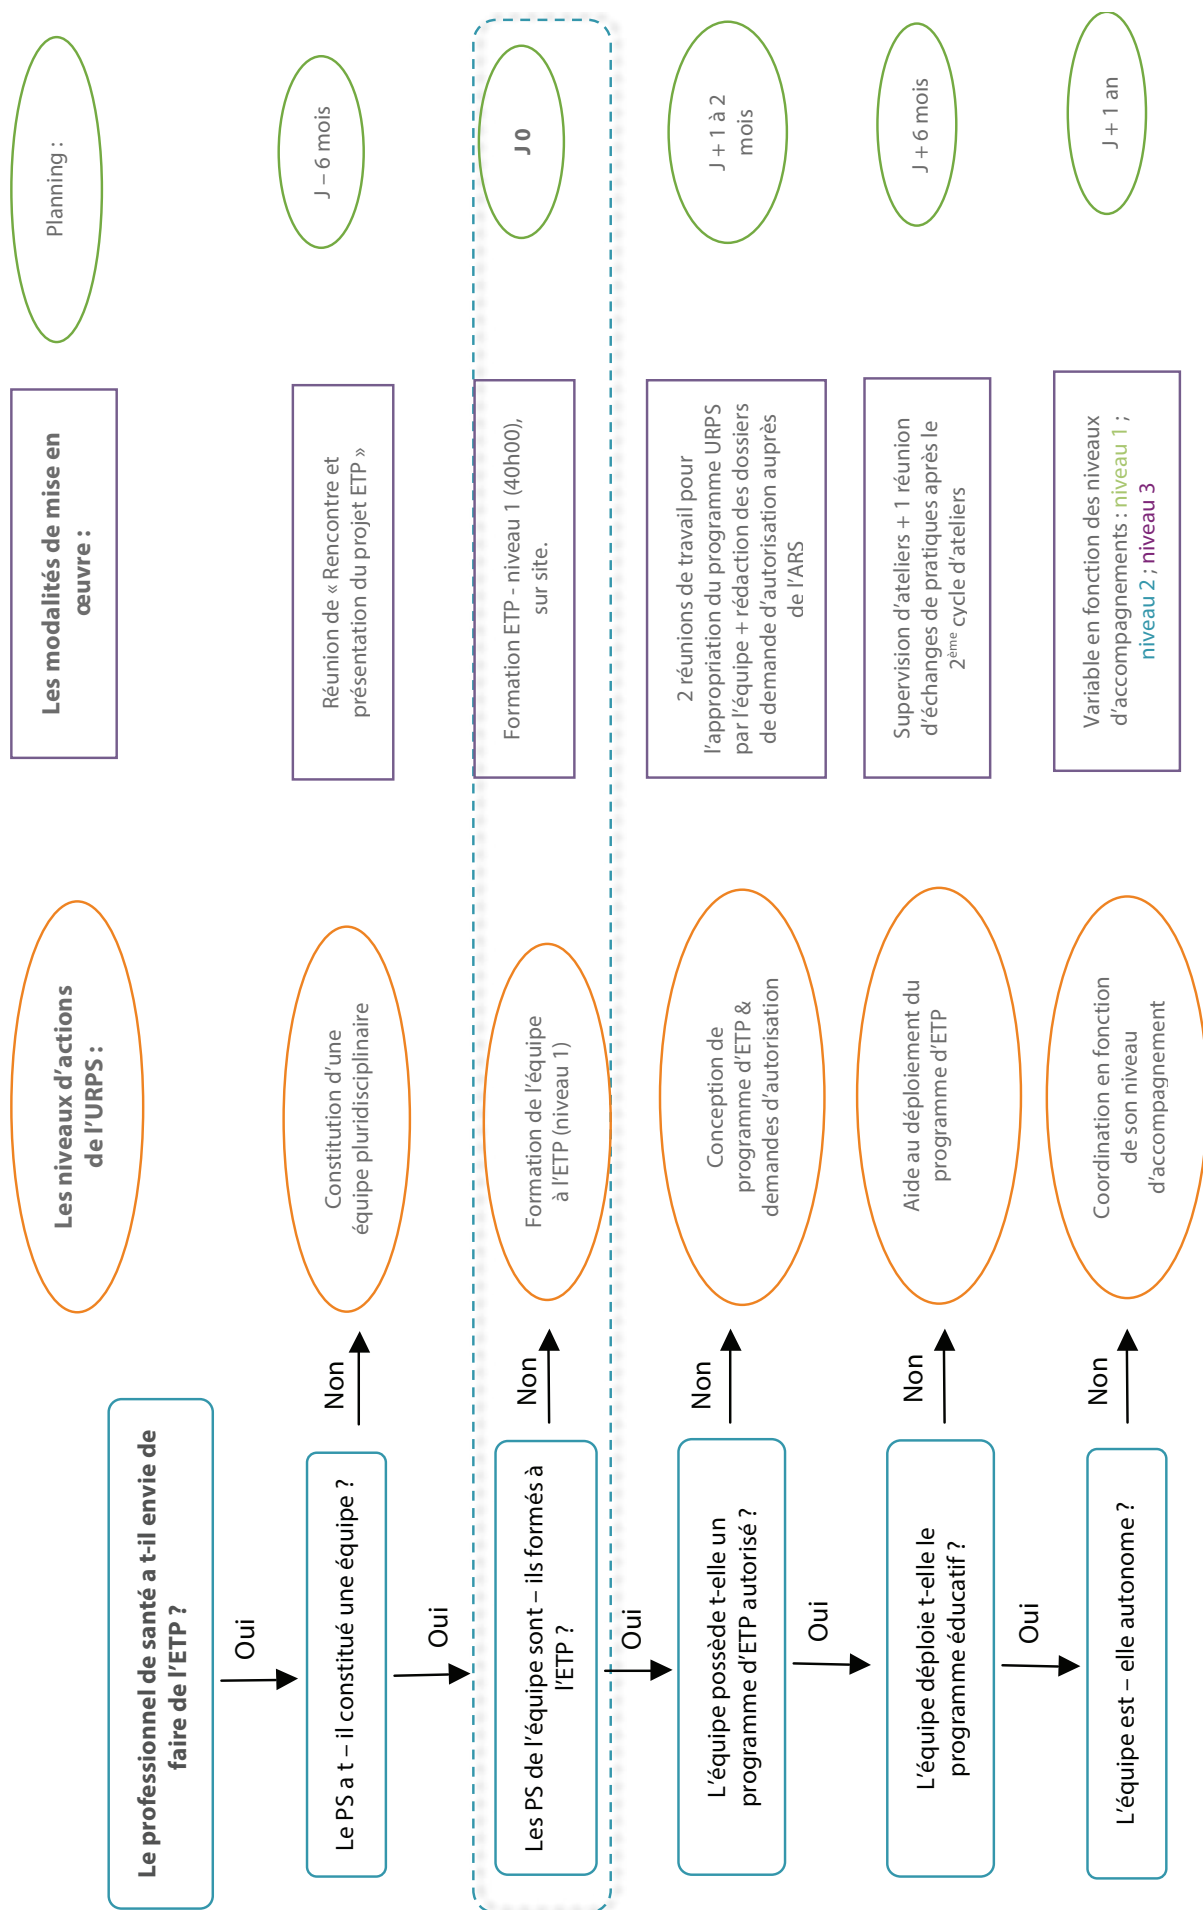 Le professionnel de santé a t-il envie de
faire de l’ETP ?
Les niveaux d’actions
de l’URPS :
Les modalités de mise en
œuvre :
Planning :
Oui
Le PS a t – il constitué une équipe ?
Non
Constitution d’une
équipe pluridisciplinaire
Réunion de « Rencontre et
présentation du projet ETP »
J – 6 mois
Oui
Les PS de l’équipe sont – ils formés à
l’ETP ?
Non
Formation de l’équipe
à l’ETP (niveau 1)
Formation ETP - niveau 1 (40h00),
sur site.
J 0
Oui
L’équipe possède t-elle un
programme d’ETP autorisé ?
Non
Conception de
programme d’ETP &
demandes d’autorisation
2 réunions de travail pour
l’appropriation du programme URPS
par l’équipe + rédaction des dossiers
de demande d’autorisation auprès
de l’ARS
J + 1 à 2
mois
Oui
L’équipe déploie t-elle le
programme éducatif ?
Non
Aide au déploiement du
programme d’ETP
Supervision d’ateliers + 1 réunion
d’échanges de pratiques après le
2ème cycle d’ateliers
J + 6 mois
Oui
L’équipe est – elle autonome ?
Non
Coordination en fonction
de son niveau
d’accompagnement
Variable en fonction des niveaux
d’accompagnements : niveau 1 ;
niveau 2 ; niveau 3
J + 1 an